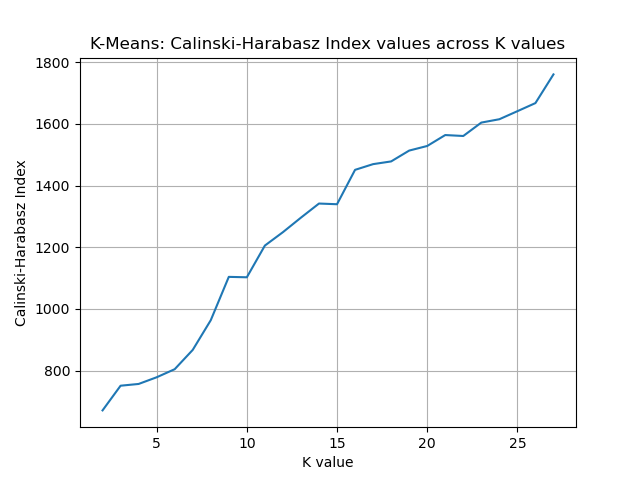 K-Means: Calinski-Harabasz Index values across K values
1800
1600
1400
1200
1000
800
Calinski-Harabasz Index
5 10 15 20 25
K value